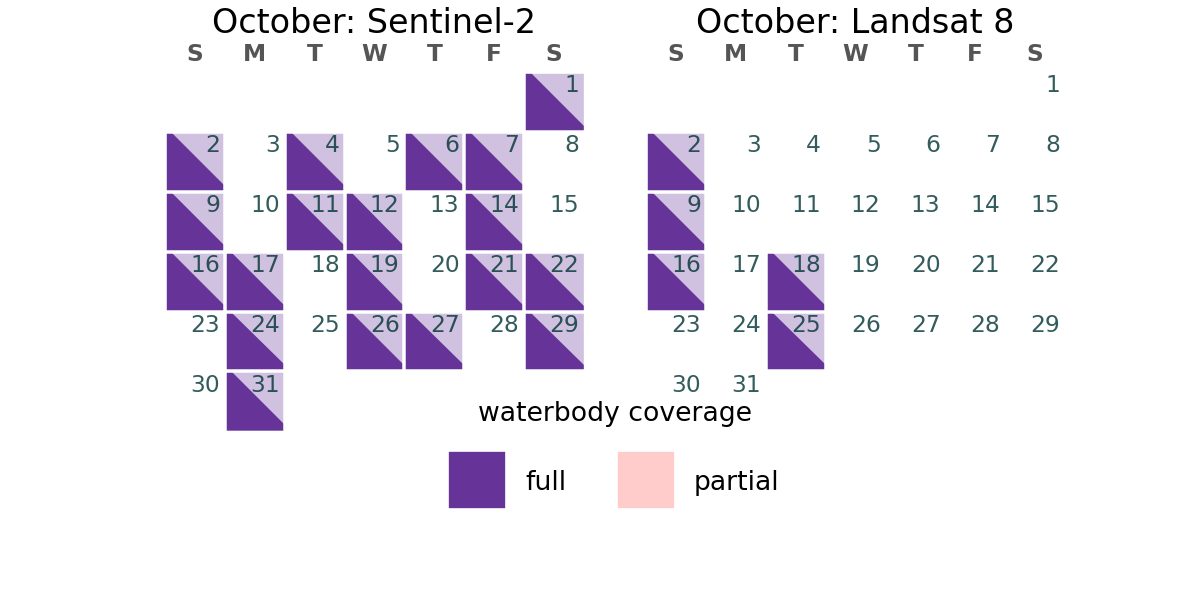 October: Sentinel-2
S M T W T F S
1
2 3 4 5 6 7 8
9 10 11 12 13 14 15
16 17 18 19 20 21 22
23 24 25 26 27 28 29
30 31
October: Landsat 8
S M T W T F S
1
2 3 4 5 6 7 8
9 10 11 12 13 14 15
16 17 18 19 20 21 22
23 24 25 26 27 28 29
30 31
waterbody coverage
full partial